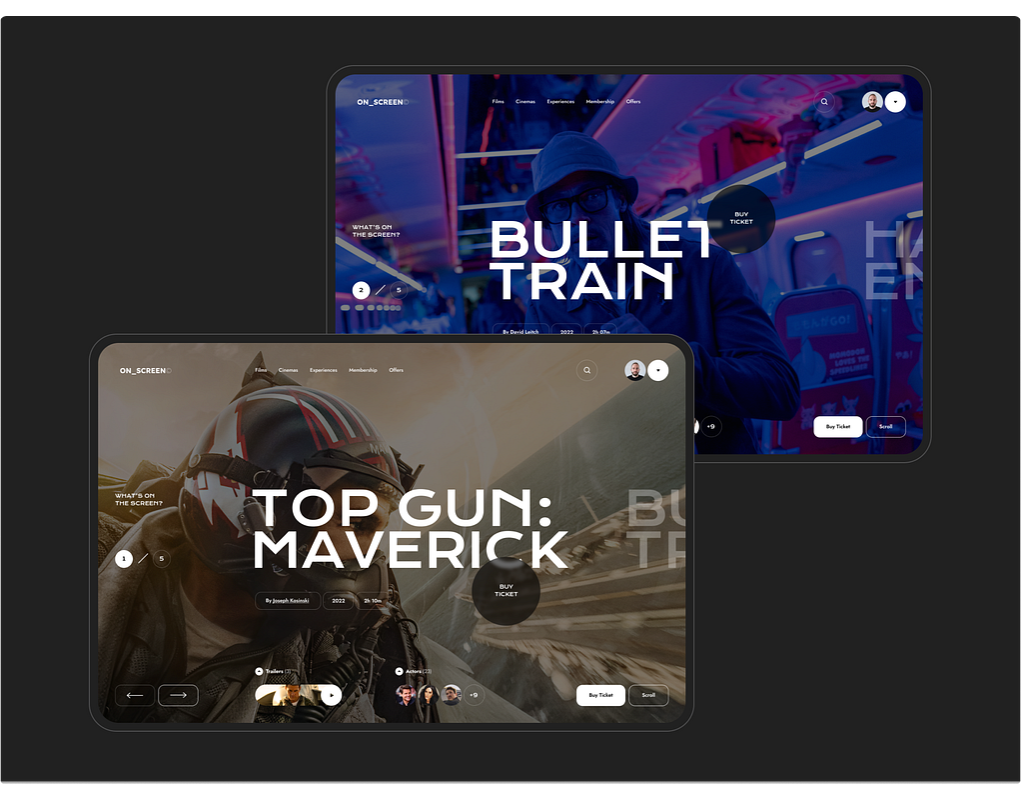 ON_SCREEN
Films Cinemas Experiences Membership Offers
WHAT'S ON
THE SCREEN?
BULLET
TRAIN
BUY
TICKET
HA
EN
2 / 5
By David Leitch 2022 2h 07m
+9
Buy Ticket Scroll
ON_SCREEND
Films Cinemas Experiences Membership Offers
WHAT'S ON
THE SCREEN?
TOP GUN:
MAVERICK
BU
TR
1 / 5
BUY
TICKET
By Joseph Kosinski 2022 2h 10m
Trailers Actors
+9
Buy Ticket Scroll